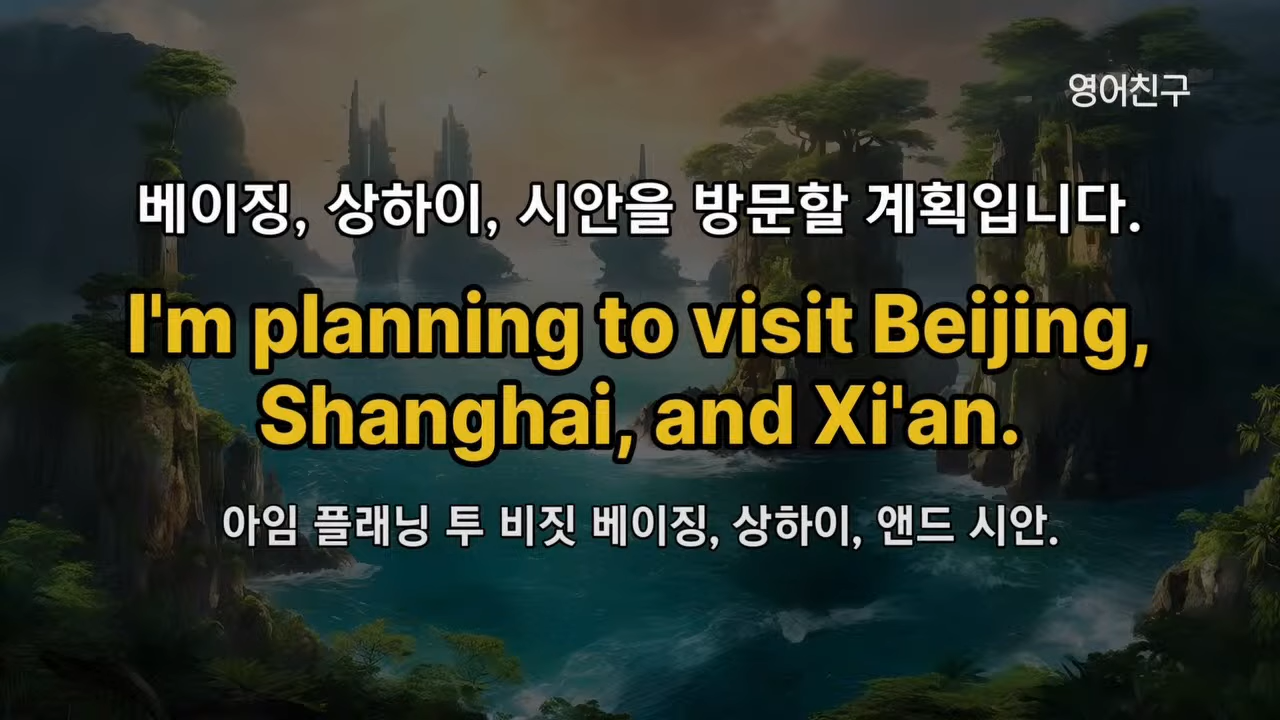 영어친구
베이징, 상하이, 시안을 방문할 계획입니다.
I'm planning to visit Beijing,
Shanghai, and Xi'an.
아임 플래닝 투 비짓 베이징, 상하이, 앤드 시안.